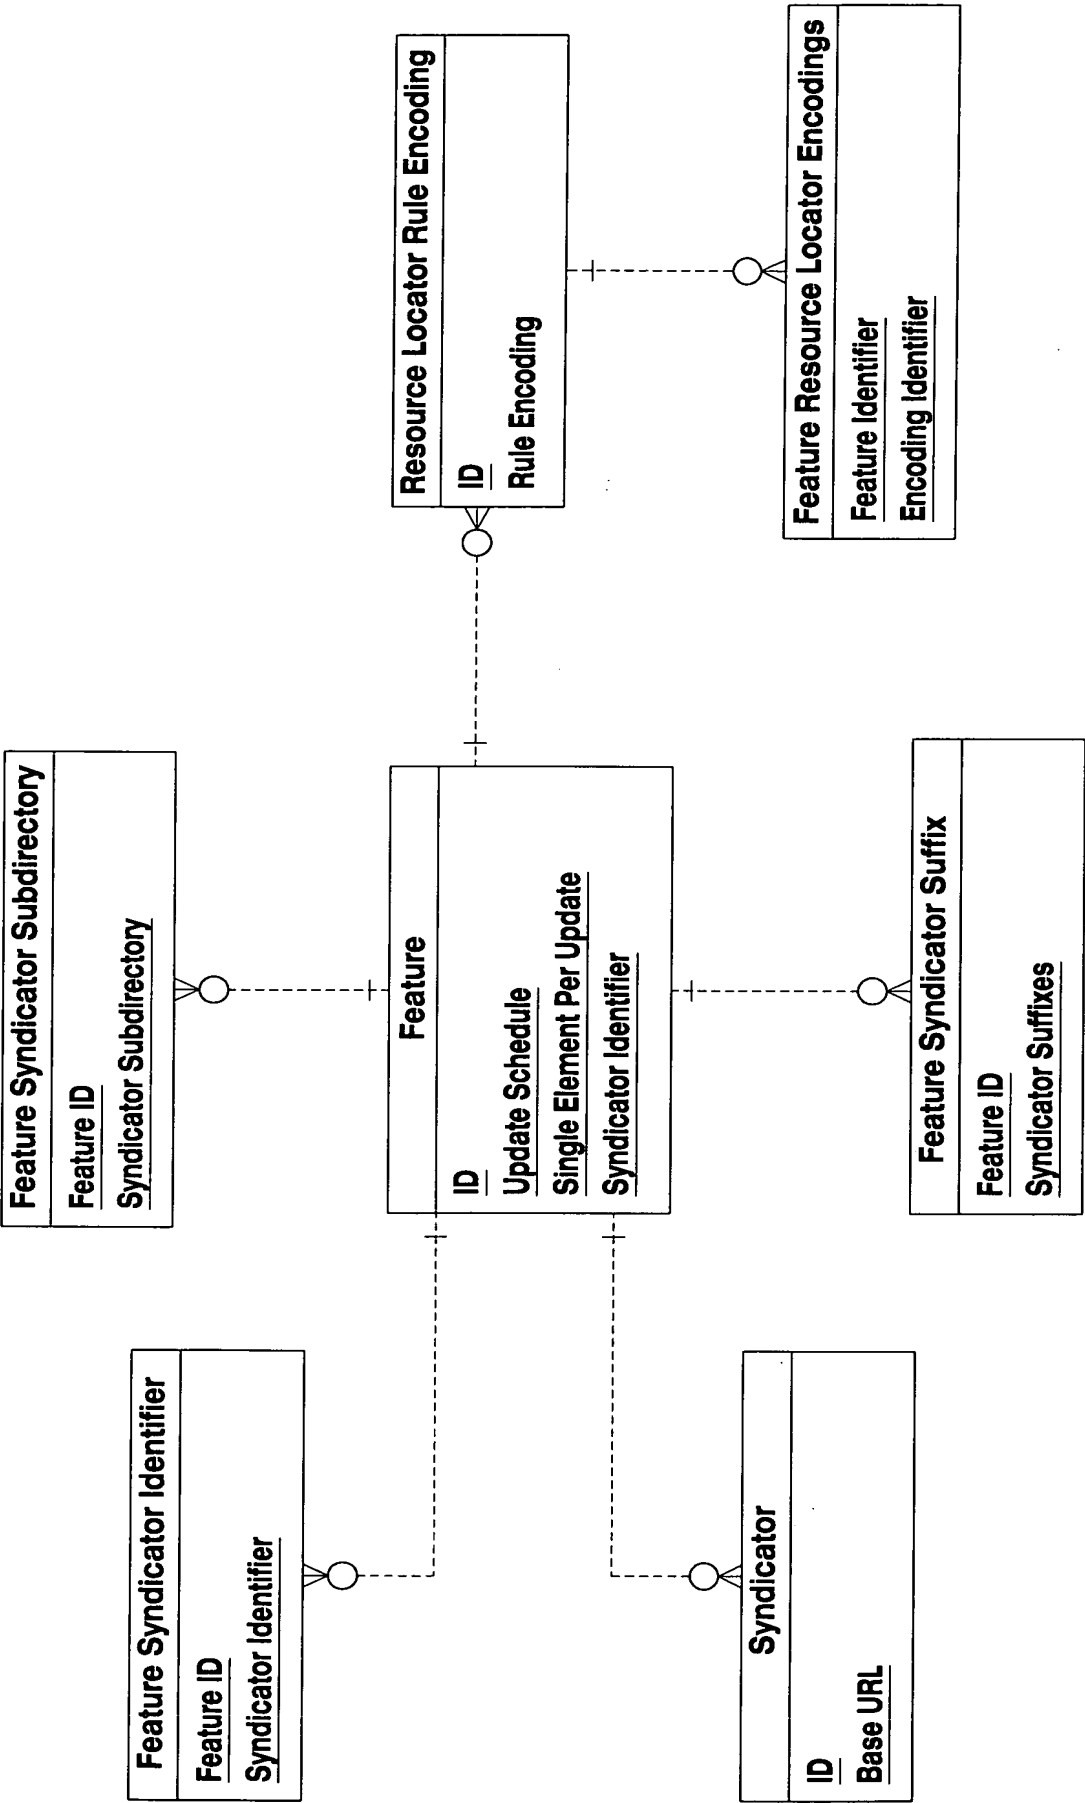 Feature Syndicator Identifier
Feature ID
Syndicator Identifier
Syndicator
ID
Base URL
Feature Syndicator Subdirectory
Feature ID
Syndicator Subdirectory
Feature
ID
Update Schedule
Single Element Per Update
Syndicator Identifier
Feature Syndicator Suffix
Feature ID
Syndicator Suffixes
Resource Locator Rule Encoding
ID
Rule Encoding
Feature Resource Locator Encodings
Feature Identifier
Encoding Identifier